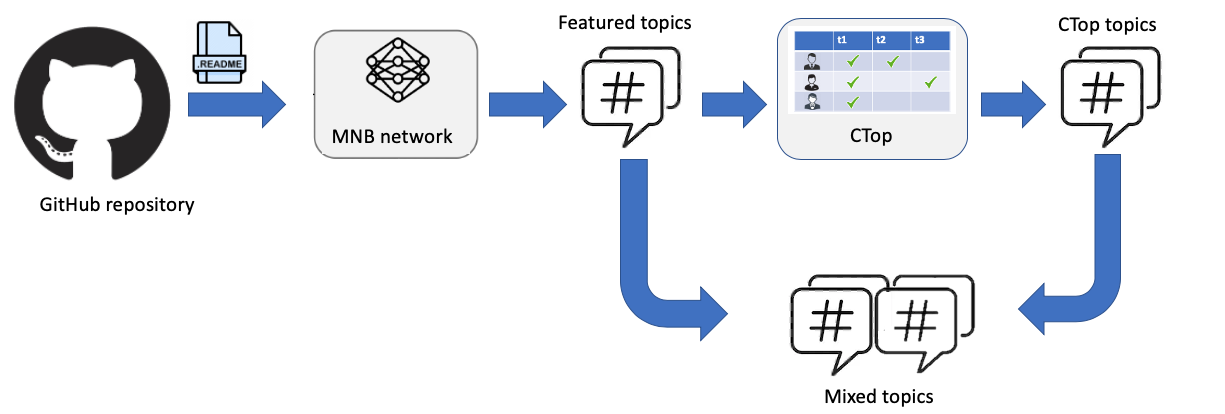 Featured topics
CTop topics
.README
t1 t2 t3
MNB network
CTop
GitHub repository
Mixed topics